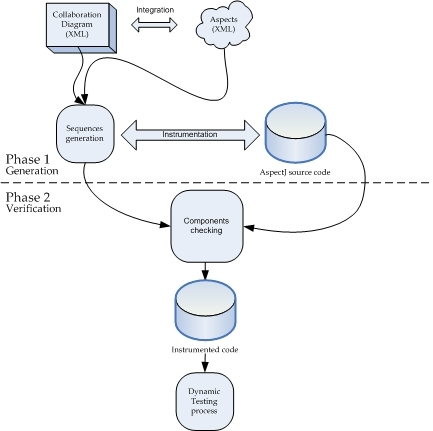 Collaboration
Diagram
(XML)
Integration
Aspects
(XML)
Sequences
generation
Instrumentation
AspectJ source code
Phase 1
Generation
Phase 2
Verification
Components
checking
Instrumented code
Dynamic
Testing
process